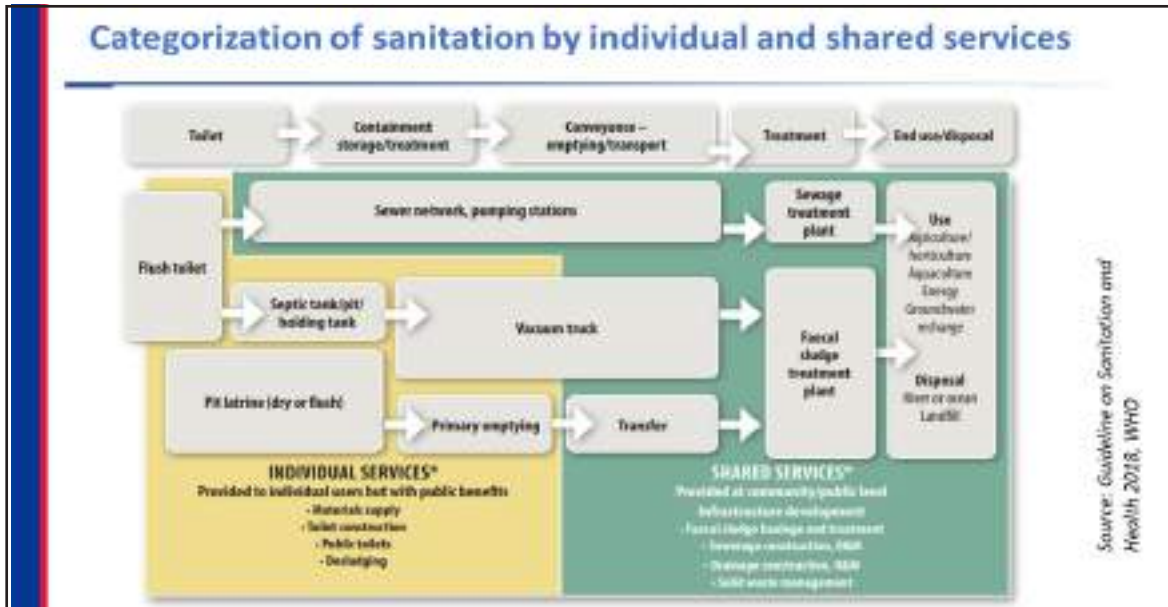 Categorization of sanitation by individual and shared services
Toilet
Containment
storage/treatment
Conveyance –
emptying/transport
Treatment
End use/disposal
Flush toilet
Sewer network, pumping stations
Sewage
treatment
plant
Use
Agriculture/
horticulture
Aquaculture
Energy
Groundwater
recharge
Disposal
River or ocean
Landfill
Septic tank/pit/
holding tank
Vacuum truck
Faecal
sludge
treatment
plant
Pit latrine (dry or flush)
Primary emptying
Transfer
INDIVIDUAL SERVICES*
Provided to individual users but with public benefits
- Materials supply
- Toilet construction
- Public toilets
- Desludging
SHARED SERVICES*
Provided at community/public level
Infrastructure development
- Faecal sludge haulage and treatment
- Sewerage construction, O&M
- Drainage construction, O&M
- Solid waste management
Source: Guideline on Sanitation and
Health 2018, WHO